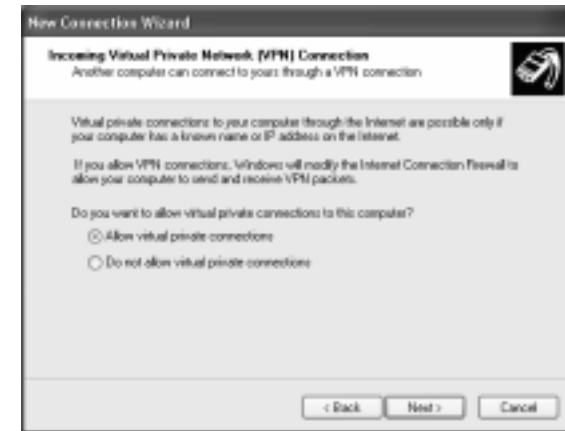 New Connection Wizard
Incoming Virtual Private Network (VPN) Connection
Another computer can connect to yours through a VPN connection
Virtual private connections to your computer through the Internet are possible only if
your computer has a known name or IP address on the Internet.
If you allow VPN connections, Windows will modify the Internet Connection Firewall to
allow your computer to send and receive VPN packets.
Do you want to allow virtual private connections to this computer?
Allow virtual private connections
Do not allow virtual private connections
< Back Next > Cancel